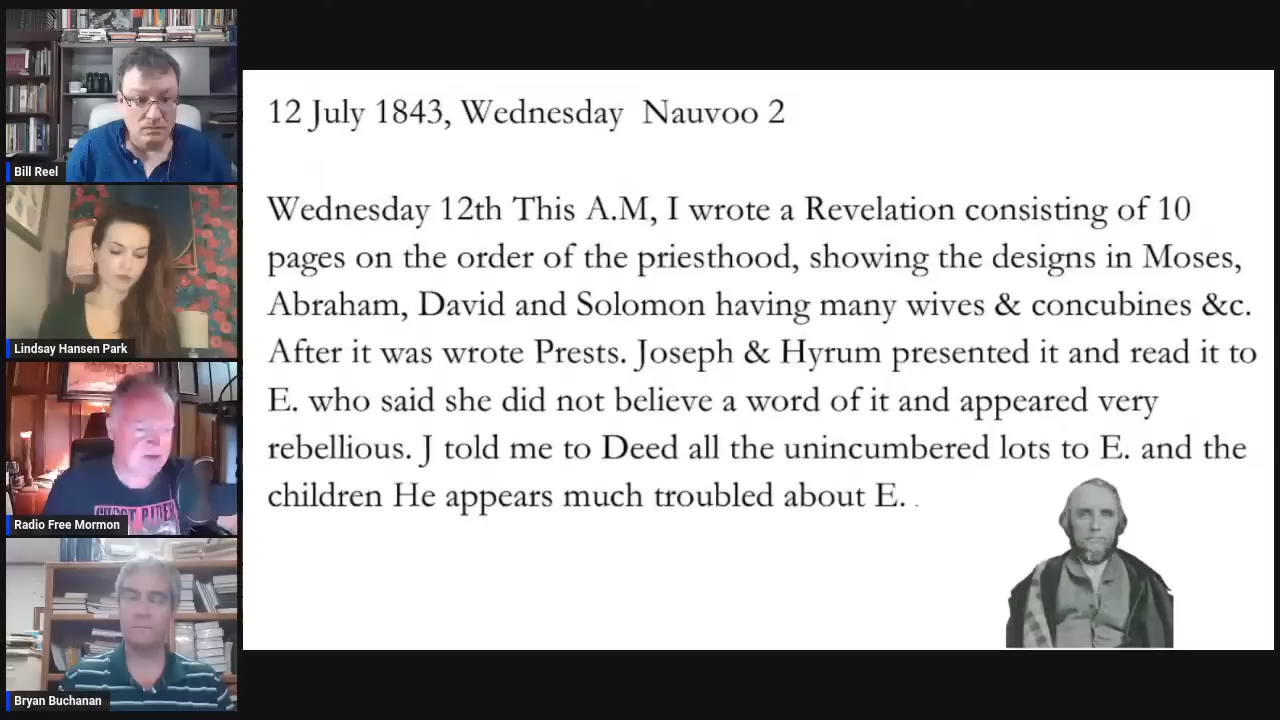 Bill Reel
Lindsay Hansen Park
Radio Free Mormon
Bryan Buchanan
12 July 1843, Wednesday Nauvoo 2
Wednesday 12th This A.M, I wrote a Revelation consisting of 10
pages on the order of the priesthood, showing the designs in Moses,
Abraham, David and Solomon having many wives & concubines &c.
After it was wrote Prests. Joseph & Hyrum presented it and read it to
E. who said she did not believe a word of it and appeared very
rebellious. J told me to Deed all the unincumbered lots to E. and the
children He appears much troubled about E. .